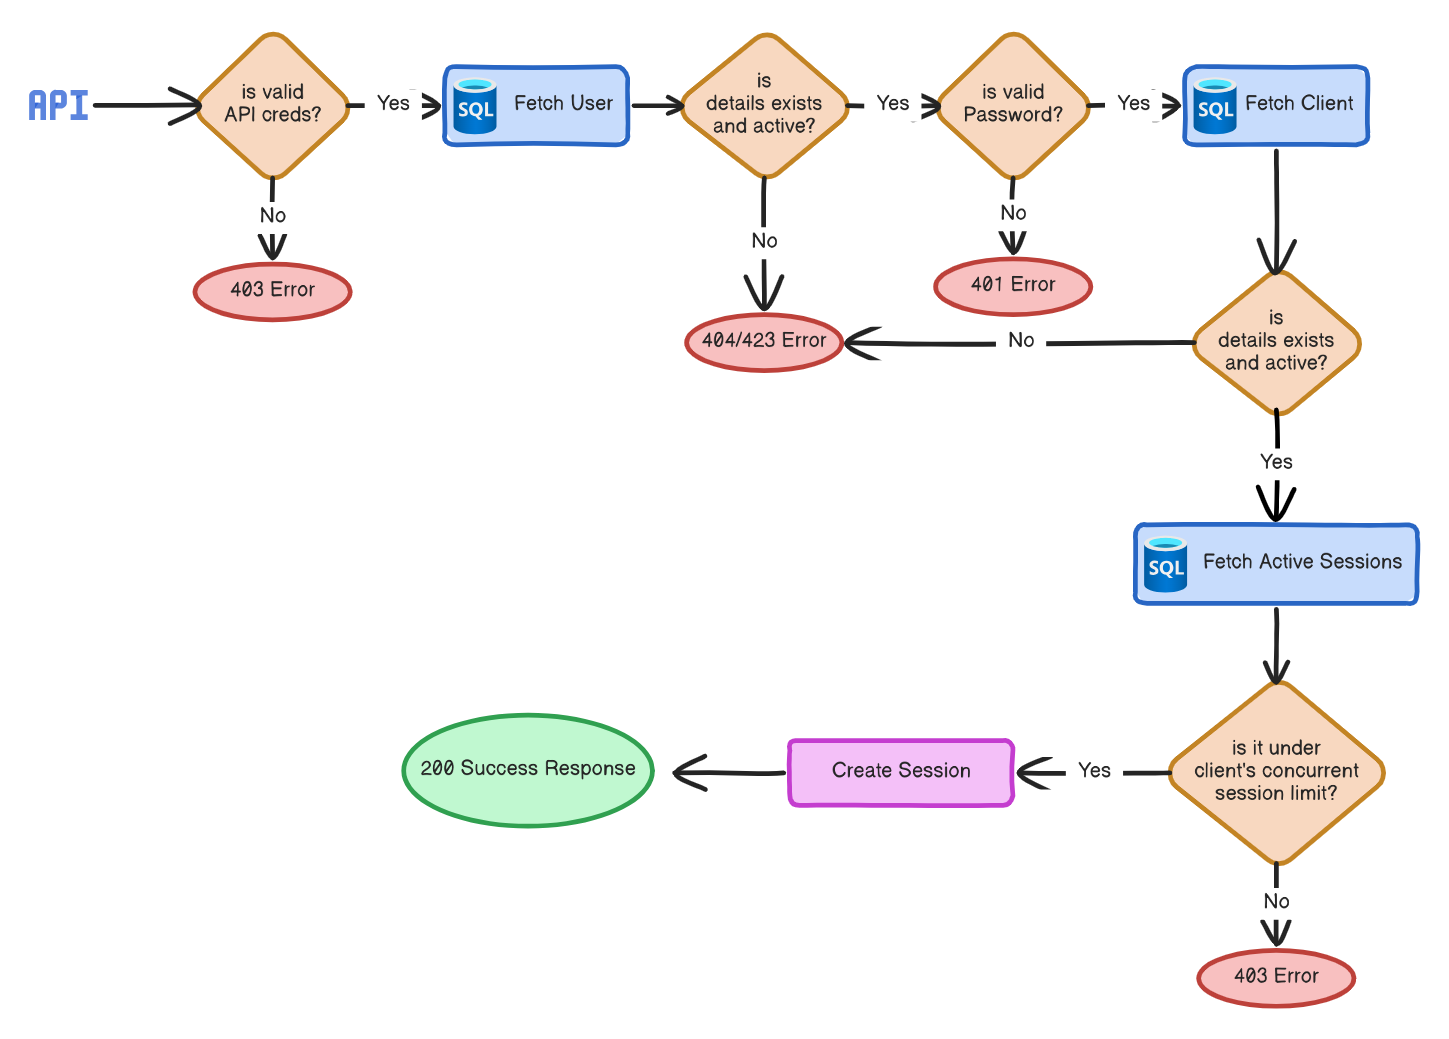 API
is valid
API creds?
Yes
SQL
Fetch User
is
details exists
and active?
Yes
is valid
Password?
Yes
SQL
Fetch Client
No
403 Error
No
404/423 Error
No
401 Error
is
details exists
and active?
No
Yes
SQL
Fetch Active Sessions
is it under
client's concurrent
session limit?
Yes
Create Session
200 Success Response
No
403 Error